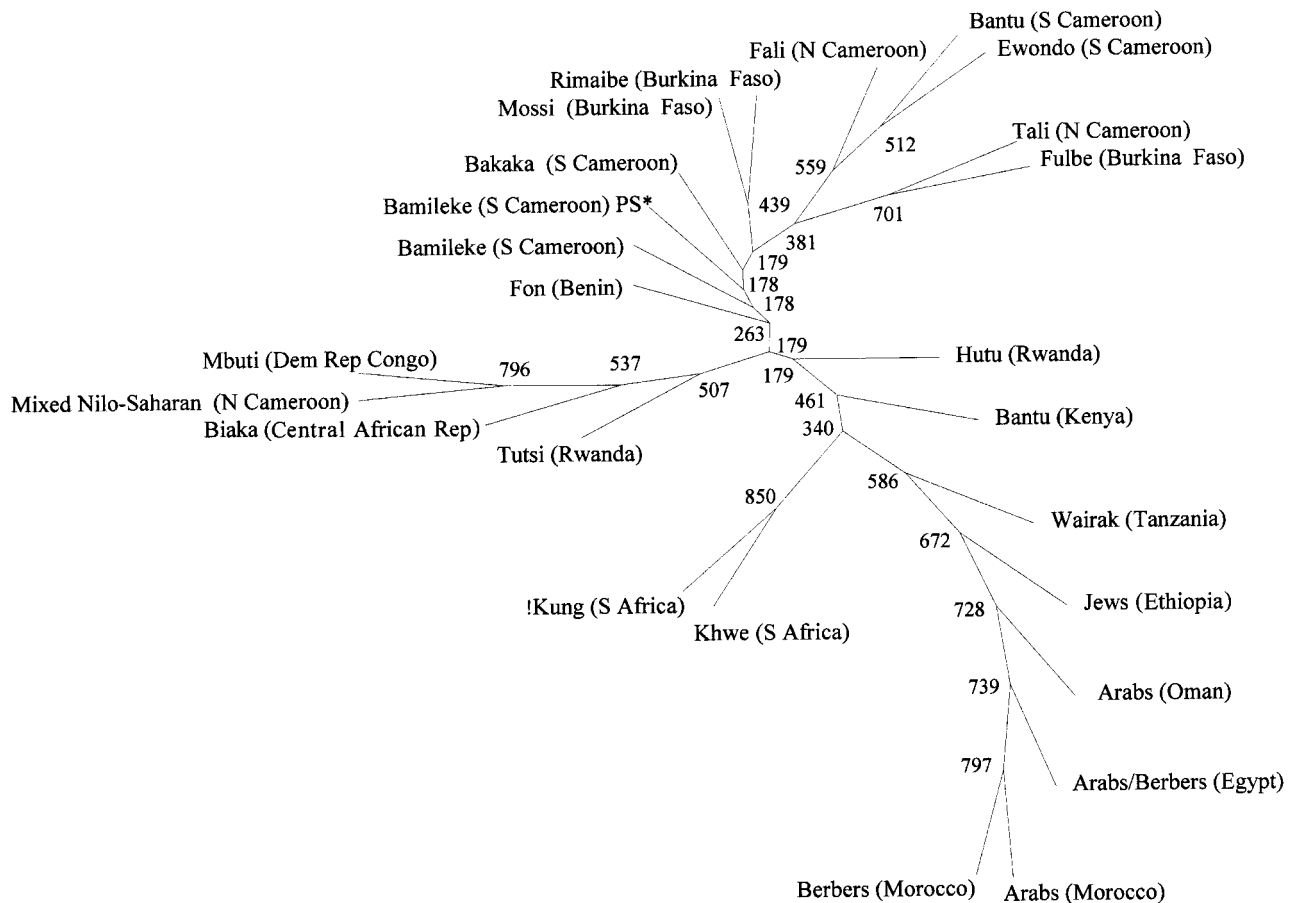 Bantu (S Cameroon)
Ewondo (S Cameroon)
Fali (N Cameroon)
Rimaibe (Burkina Faso)
Mossi (Burkina Faso)
Tali (N Cameroon)
Fulbe (Burkina Faso)
Bakaka (S Cameroon)
Bamileke (S Cameroon) PS*
Bamileke (S Cameroon)
Fon (Benin)
512
559
439
701
381
179
178
178
263
179
179
Hutu (Rwanda)
Mbuti (Dem Rep Congo)
796
537
507
Mixed Nilo-Saharan (N Cameroon)
Biaka (Central African Rep)
Tutsi (Rwanda)
461
Bantu (Kenya)
340
850
586
Wairak (Tanzania)
672
!Kung (S Africa)
Khwe (S Africa)
Jews (Ethiopia)
728
Arabs (Oman)
739
797
Arabs/Berbers (Egypt)
Berbers (Morocco)
Arabs (Morocco)